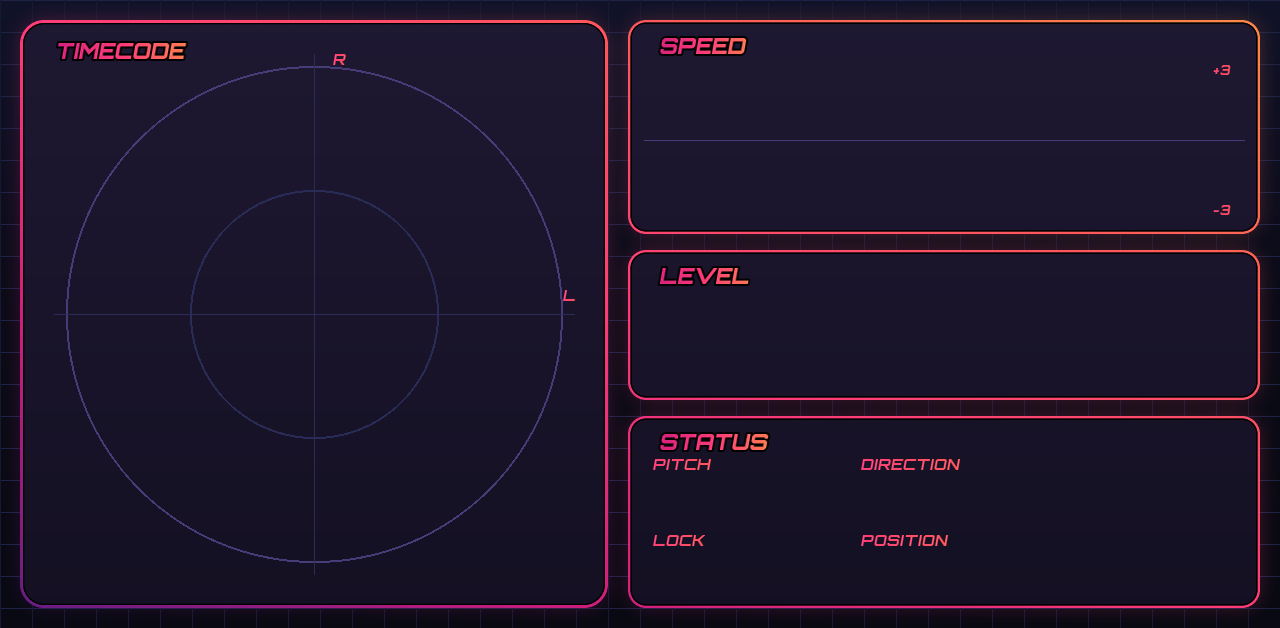 TIMECODE
R
L
SPEED
+3
-3
LEVEL
STATUS
PITCH
DIRECTION
LOCK
POSITION